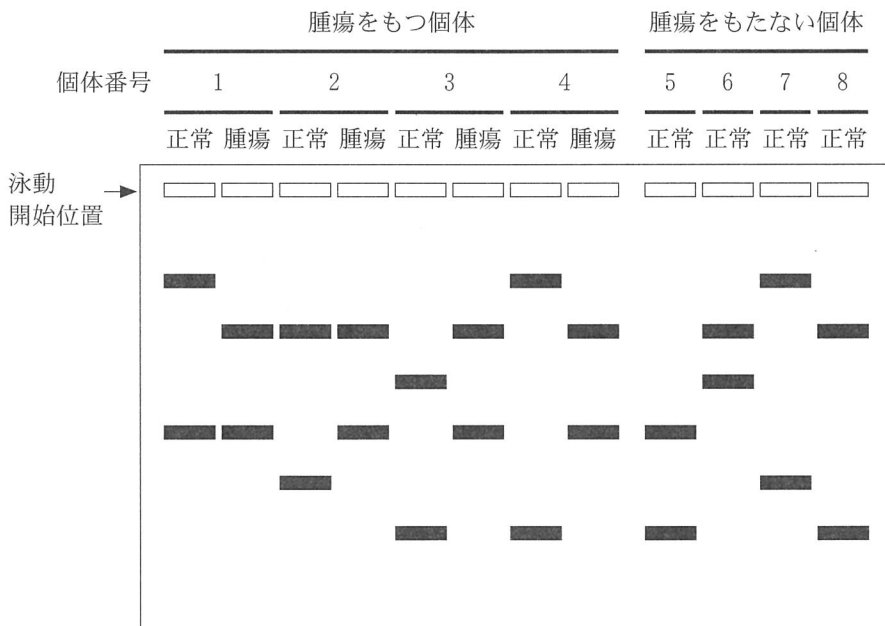 腫瘍をもつ個体 腫瘍をもたない個体
個体番号 1 2 3 4 5 6 7 8
正常 腫瘍 正常 腫瘍 正常 腫瘍 正常 腫瘍 正常 正常 正常 正常
泳動
開始位置